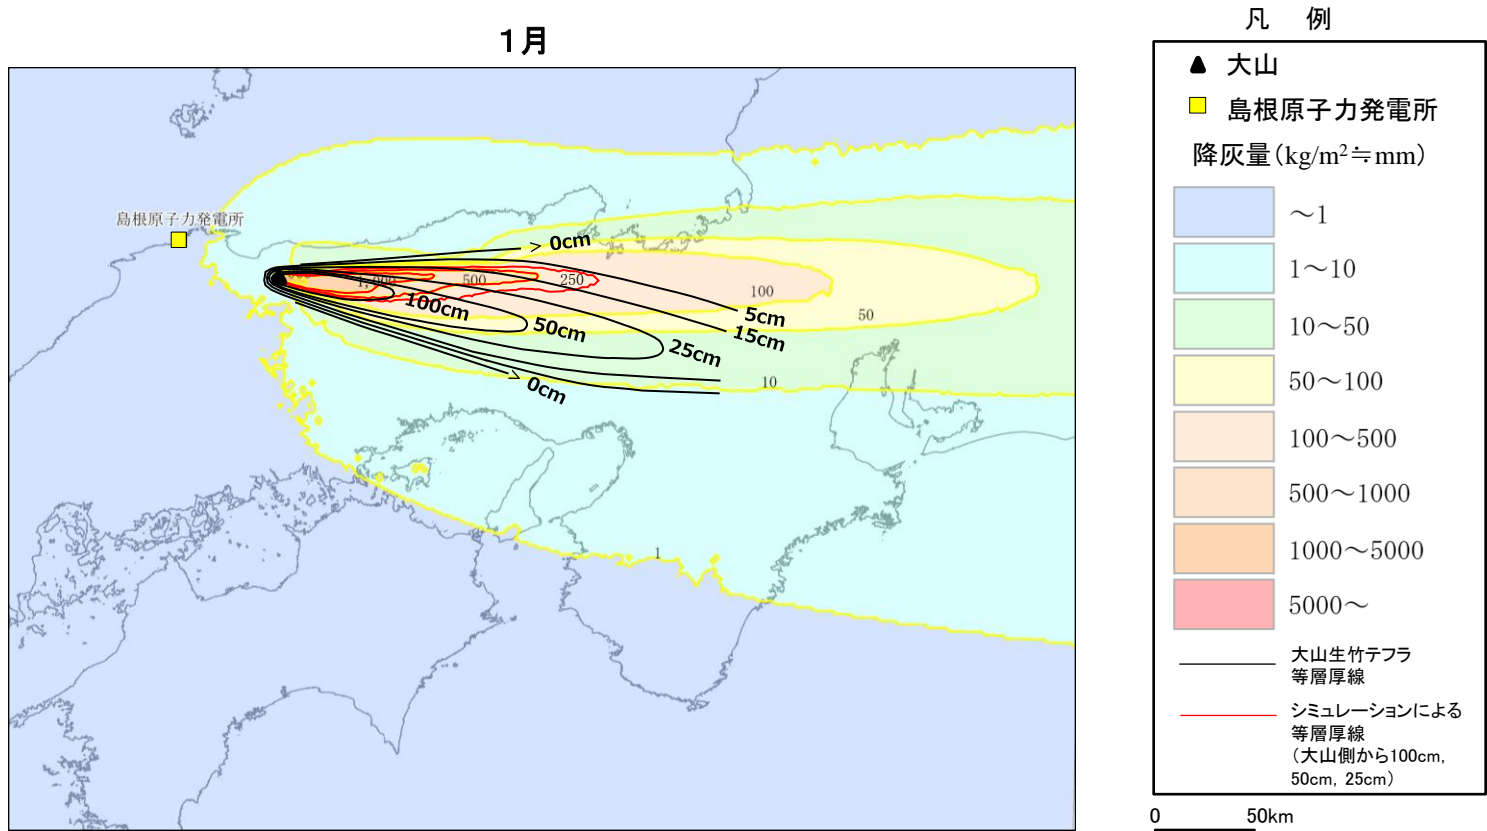 1月
島根原子力発電所
> 0cm
1,000
500
250
100
50
100cm
50cm
25cm
5cm
15cm
> 0cm
10
1
凡 例
大山
島根原子力発電所
降灰量(kg/m²≒mm)
～1
1～10
10～50
50～100
100～500
500～1000
1000～5000
5000～
大山生竹テフラ
等層厚線
シミュレーションによる
等層厚線
(大山側から100cm,
50cm, 25cm)
0 50km